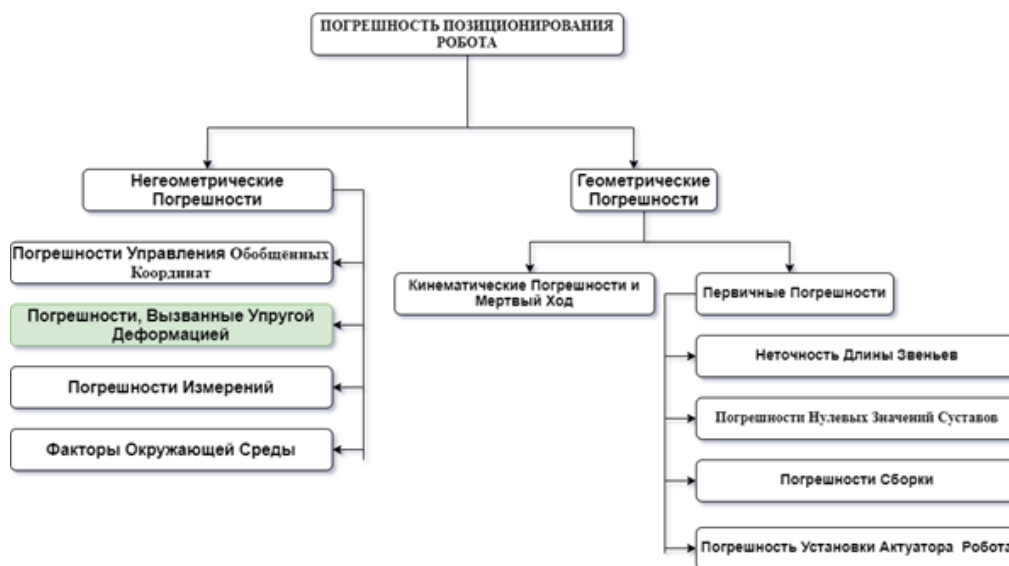 ПОГРЕШНОСТЬ ПОЗИЦИОНИРОВАНИЯ
РОБОТА
Негеометрические
Погрешности
Погрешности Управления Обобщённых
Координат
Погрешности, Вызванные Упругой
Деформацией
Погрешности Измерений
Факторы Окружающей Среды
Геометрические
Погрешности
Кинематические Погрешности и
Мертвый Ход
Первичные Погрешности
Неточность Длины Звеньев
Погрешности Нулевых Значений Суставов
Погрешности Сборки
Погрешность Установки Актуатора Робота